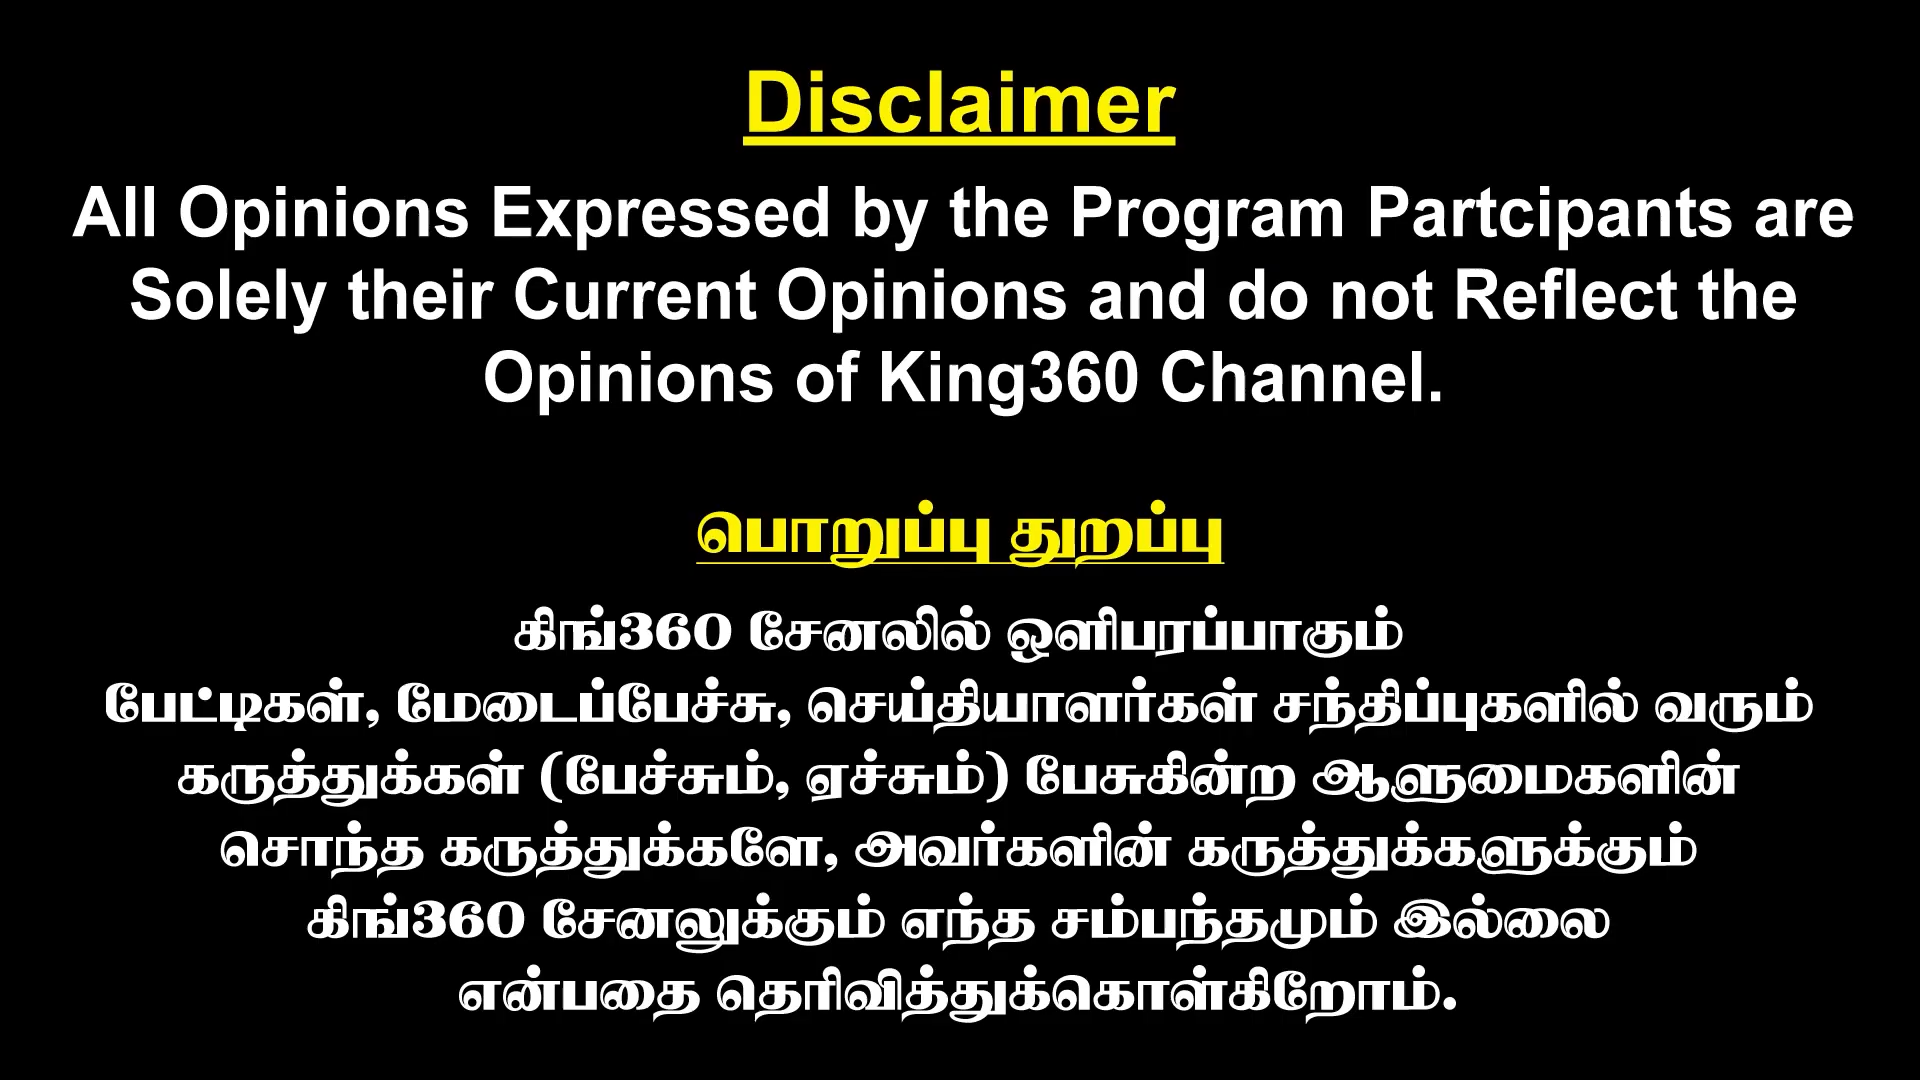 Disclaimer
All Opinions Expressed by the Program Partcipants are
Solely their Current Opinions and do not Reflect the
Opinions of King360 Channel.
பொறுப்பு துறப்பு
கிங்360 சேனலில் ஒளிபரப்பாகும்
பேட்டிகள், மேடைப்பேச்சு, செய்தியாளர்கள் சந்திப்புகளில் வரும்
கருத்துக்கள் (பேச்சும், ஏச்சும்) பேசுகின்ற ஆளுமைகளின்
சொந்த கருத்துக்களே, அவர்களின் கருத்துக்களுக்கும்
கிங்360 சேனலுக்கும் எந்த சம்பந்தமும் இல்லை
என்பதை தெரிவித்துக்கொள்கிறோம்.